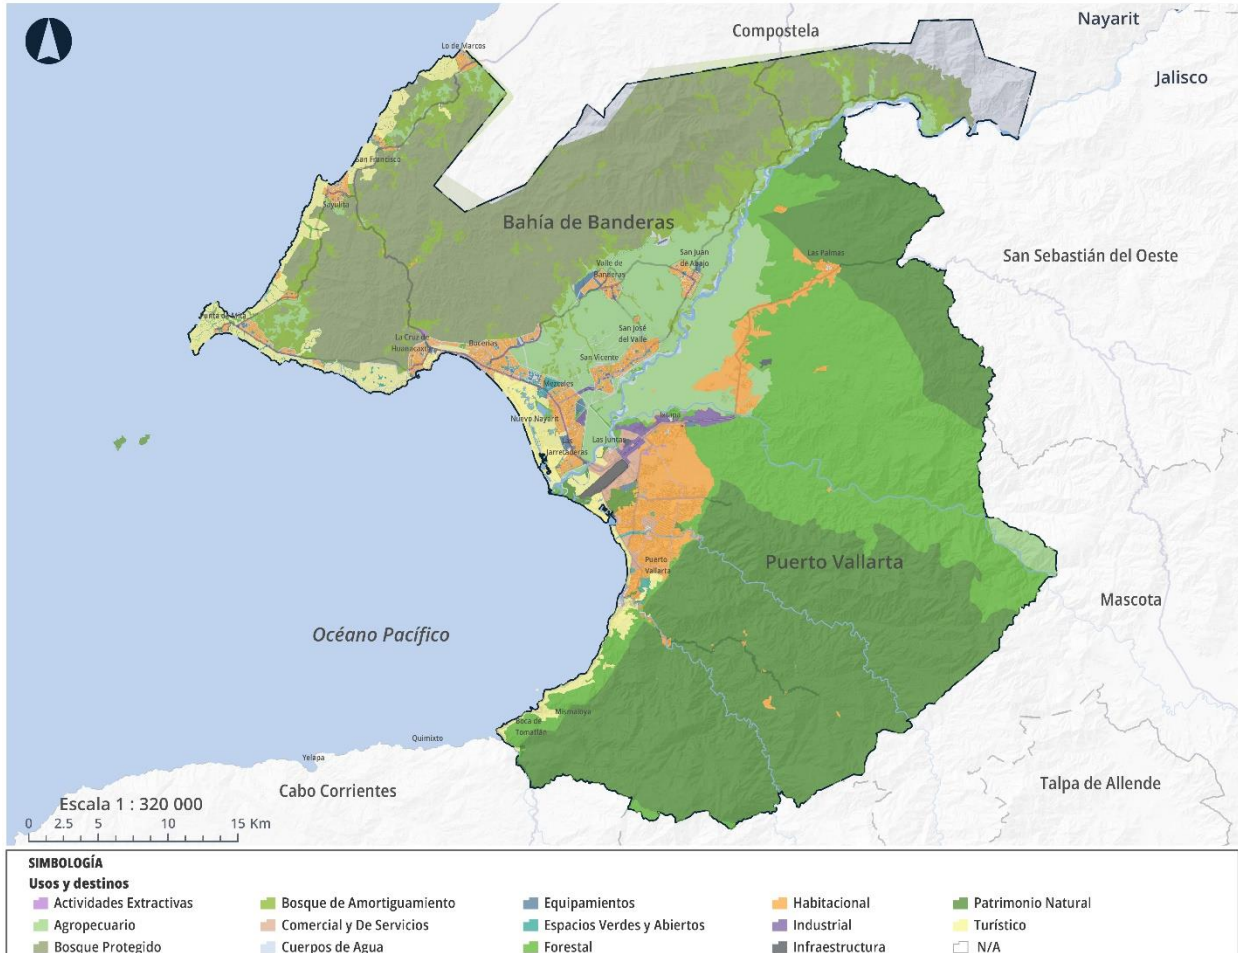 Nayarit
Compostela
Jalisco
Lo de Marcos
San Francisco
Sayulita
Bahía de Banderas
San Juan
de Abajo
Las Palmas
San Sebastián del Oeste
Valle de
Banderas
Punta de Mita
San José
del Valle
La Cruz de
Huanacaxtle
Bucerías
San Vicente
Mezcales
Nuevo Nayarit
Ixtapa
Las Juntas
Las
Jarretaderas
Puerto
Vallarta
Puerto Vallarta
Mascota
Océano Pacífico
Mismaloya
Boca de
Tomatlán
Quimixto
Yelapa
Cabo Corrientes
Talpa de Allende
Escala 1 : 320 000
0 2.5 5 10 15 Km
SIMBOLOGÍA
Usos y destinos
Actividades Extractivas
Agropecuario
Bosque Protegido
Bosque de Amortiguamiento
Comercial y De Servicios
Cuerpos de Agua
Equipamientos
Espacios Verdes y Abiertos
Forestal
Habitacional
Industrial
Infraestructura
Patrimonio Natural
Turístico
N/A